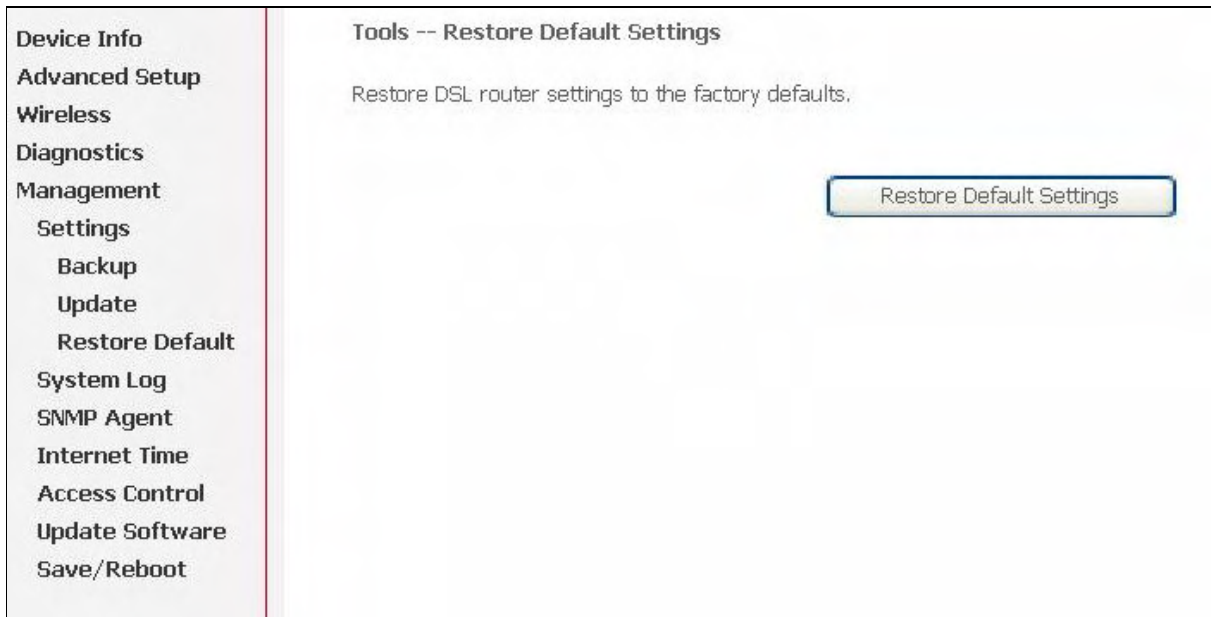 Device Info
Advanced Setup
Wireless
Diagnostics
Management
Settings
Backup
Update
Restore Default
System Log
SNMP Agent
Internet Time
Access Control
Update Software
Save/Reboot
Tools -- Restore Default Settings
Restore DSL router settings to the factory defaults.
Restore Default Settings